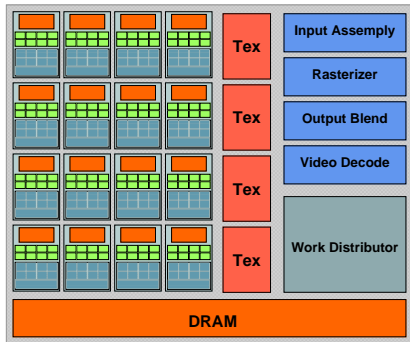 Tex
Input Assemply
Rasterizer
Tex
Output Blend
Video Decode
Tex
Work Distributor
Tex
DRAM